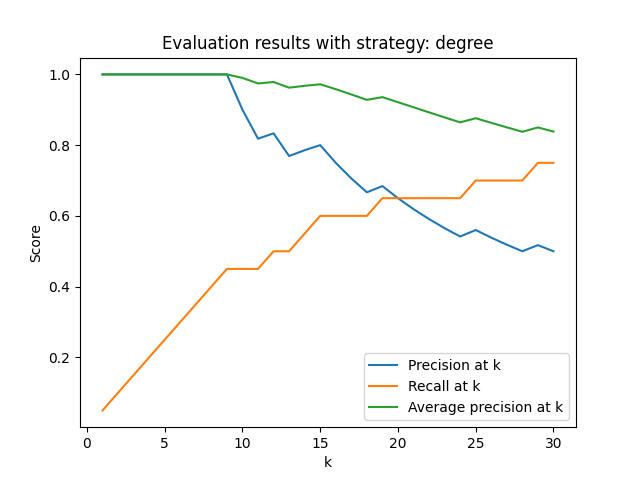 Evaluation results with strategy: degree
Score
1.0
0.8
0.6
0.4
0.2
0 5 10 15 20 25 30
k
Precision at k
Recall at k
Average precision at k